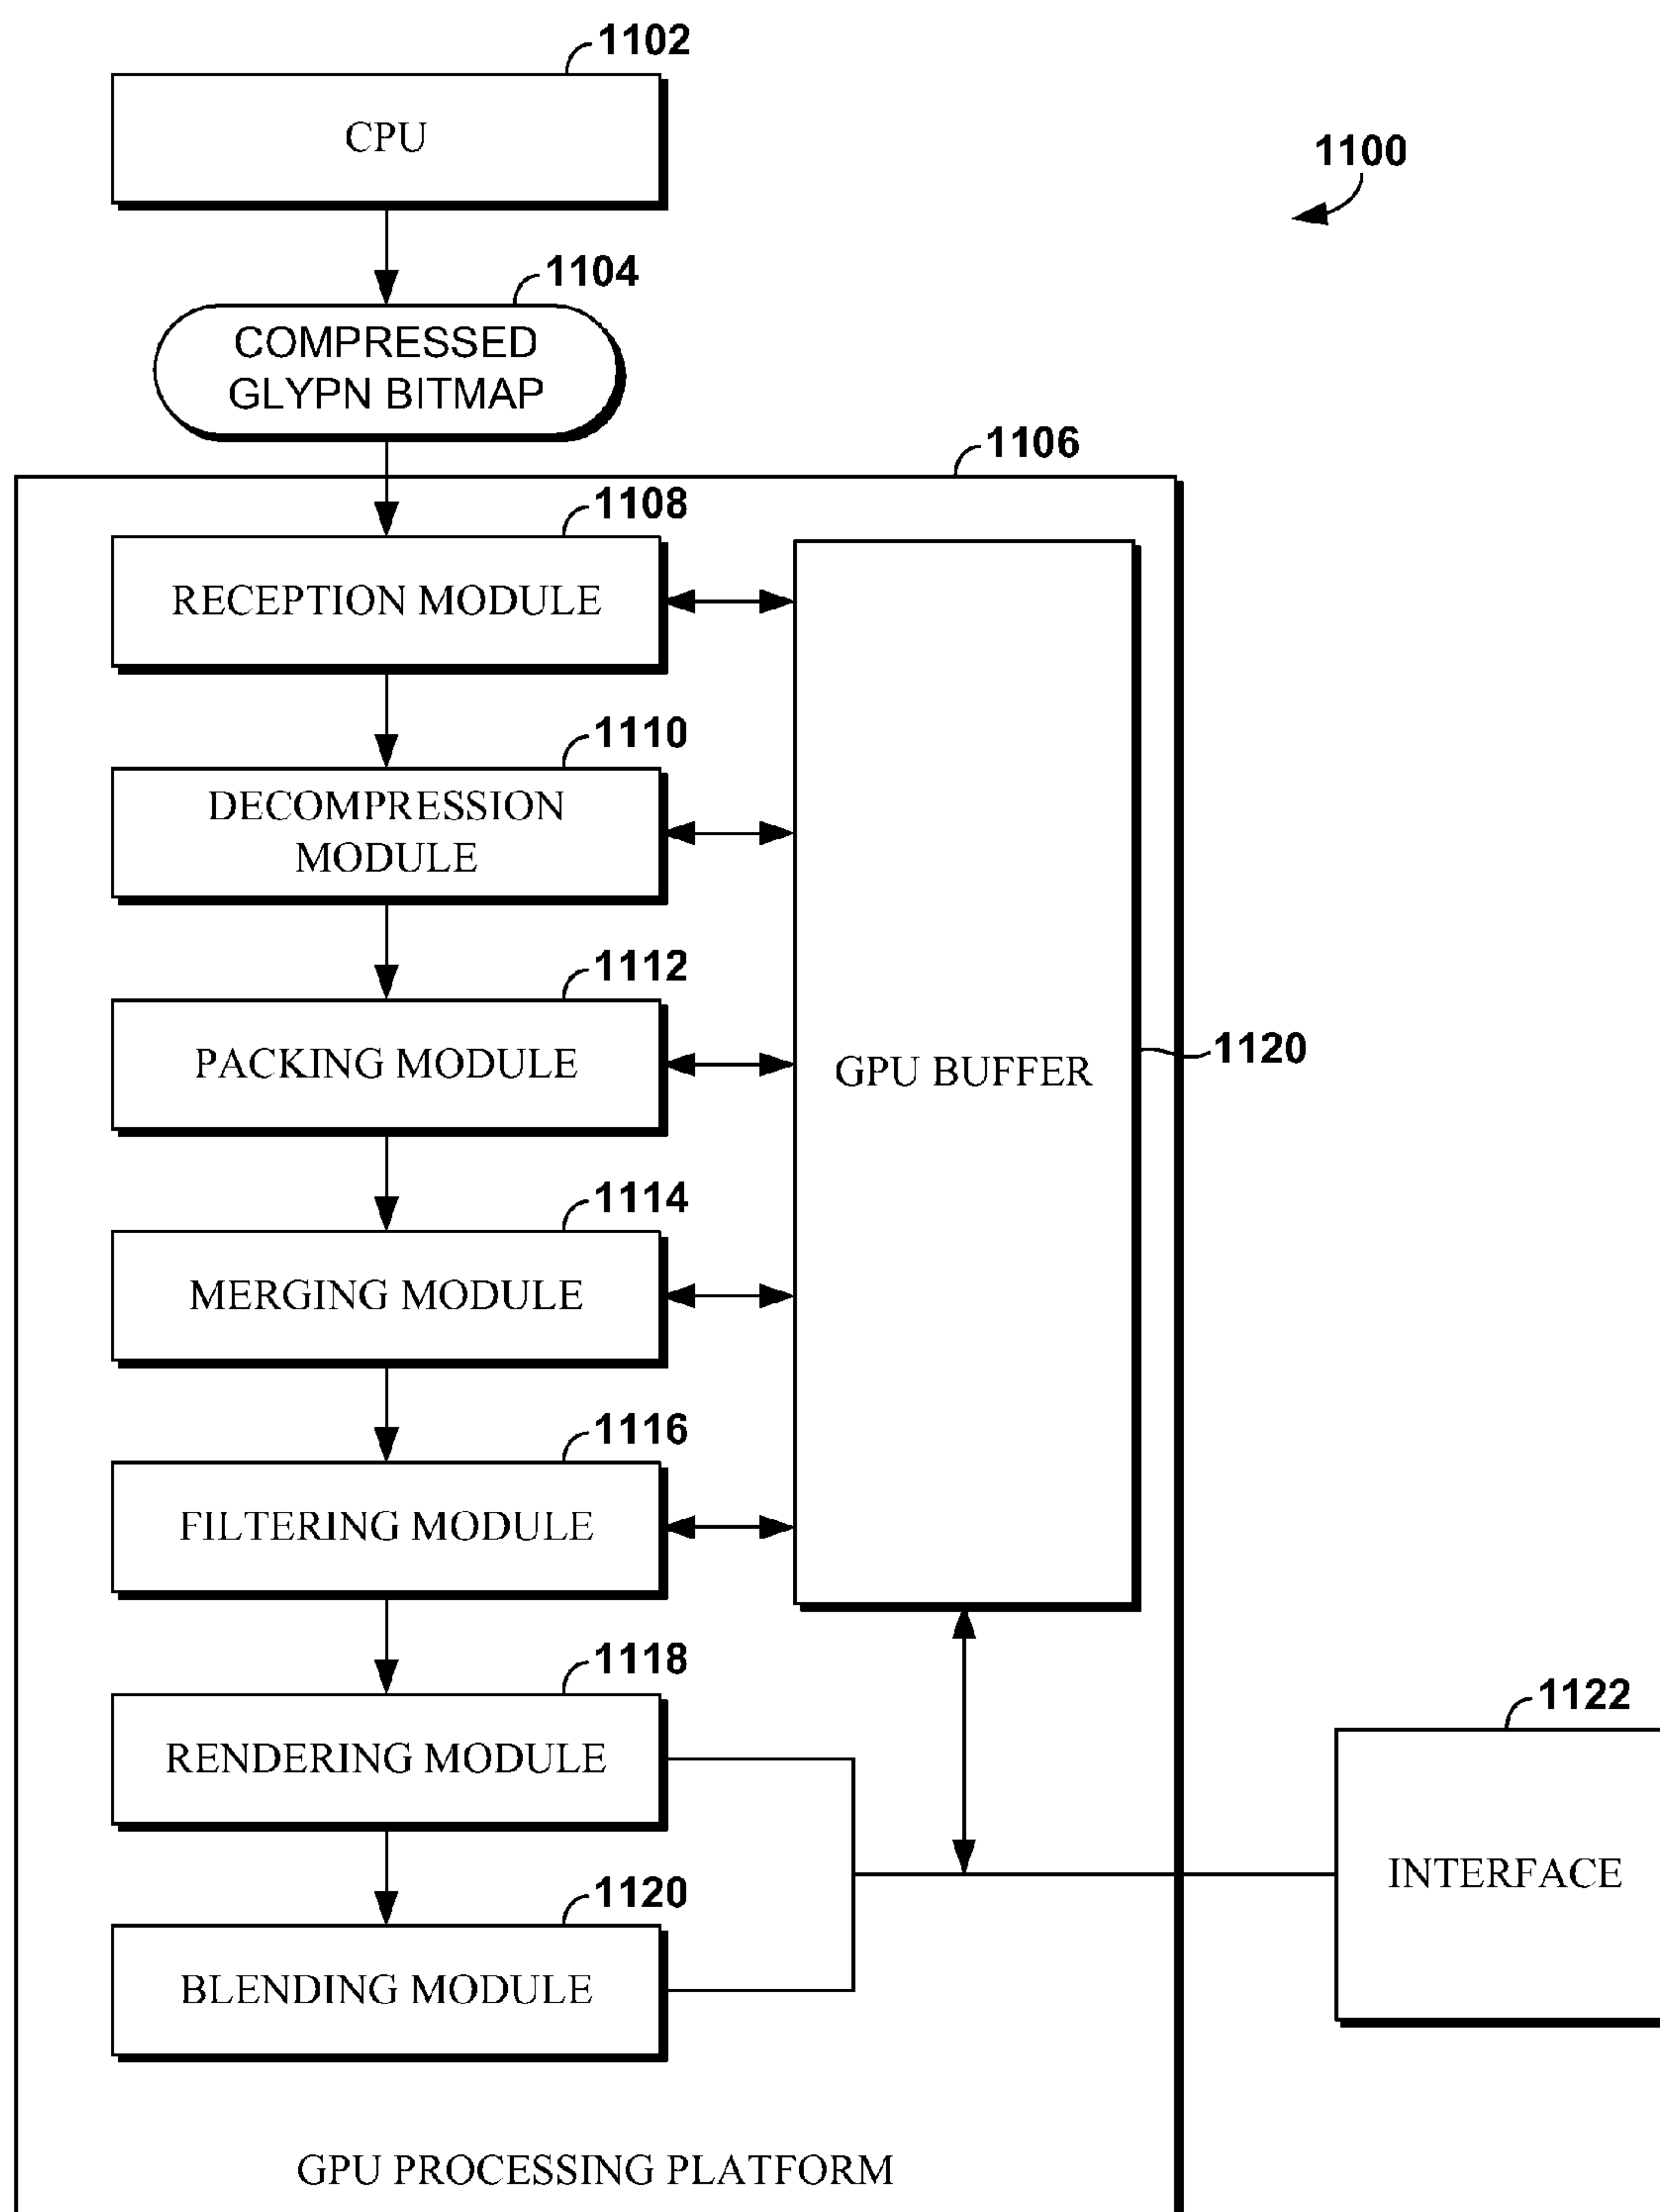 1102
CPU
1100
1104
COMPRESSED
GLYPN BITMAP
1106
1108
RECEPTION MODULE
1110
DECOMPRESSION
MODULE
1112
PACKING MODULE
GPU BUFFER
1120
1114
MERGING MODULE
1116
FILTERING MODULE
1118
RENDERING MODULE
1122
INTERFACE
1120
BLENDING MODULE
GPU PROCESSING PLATFORM